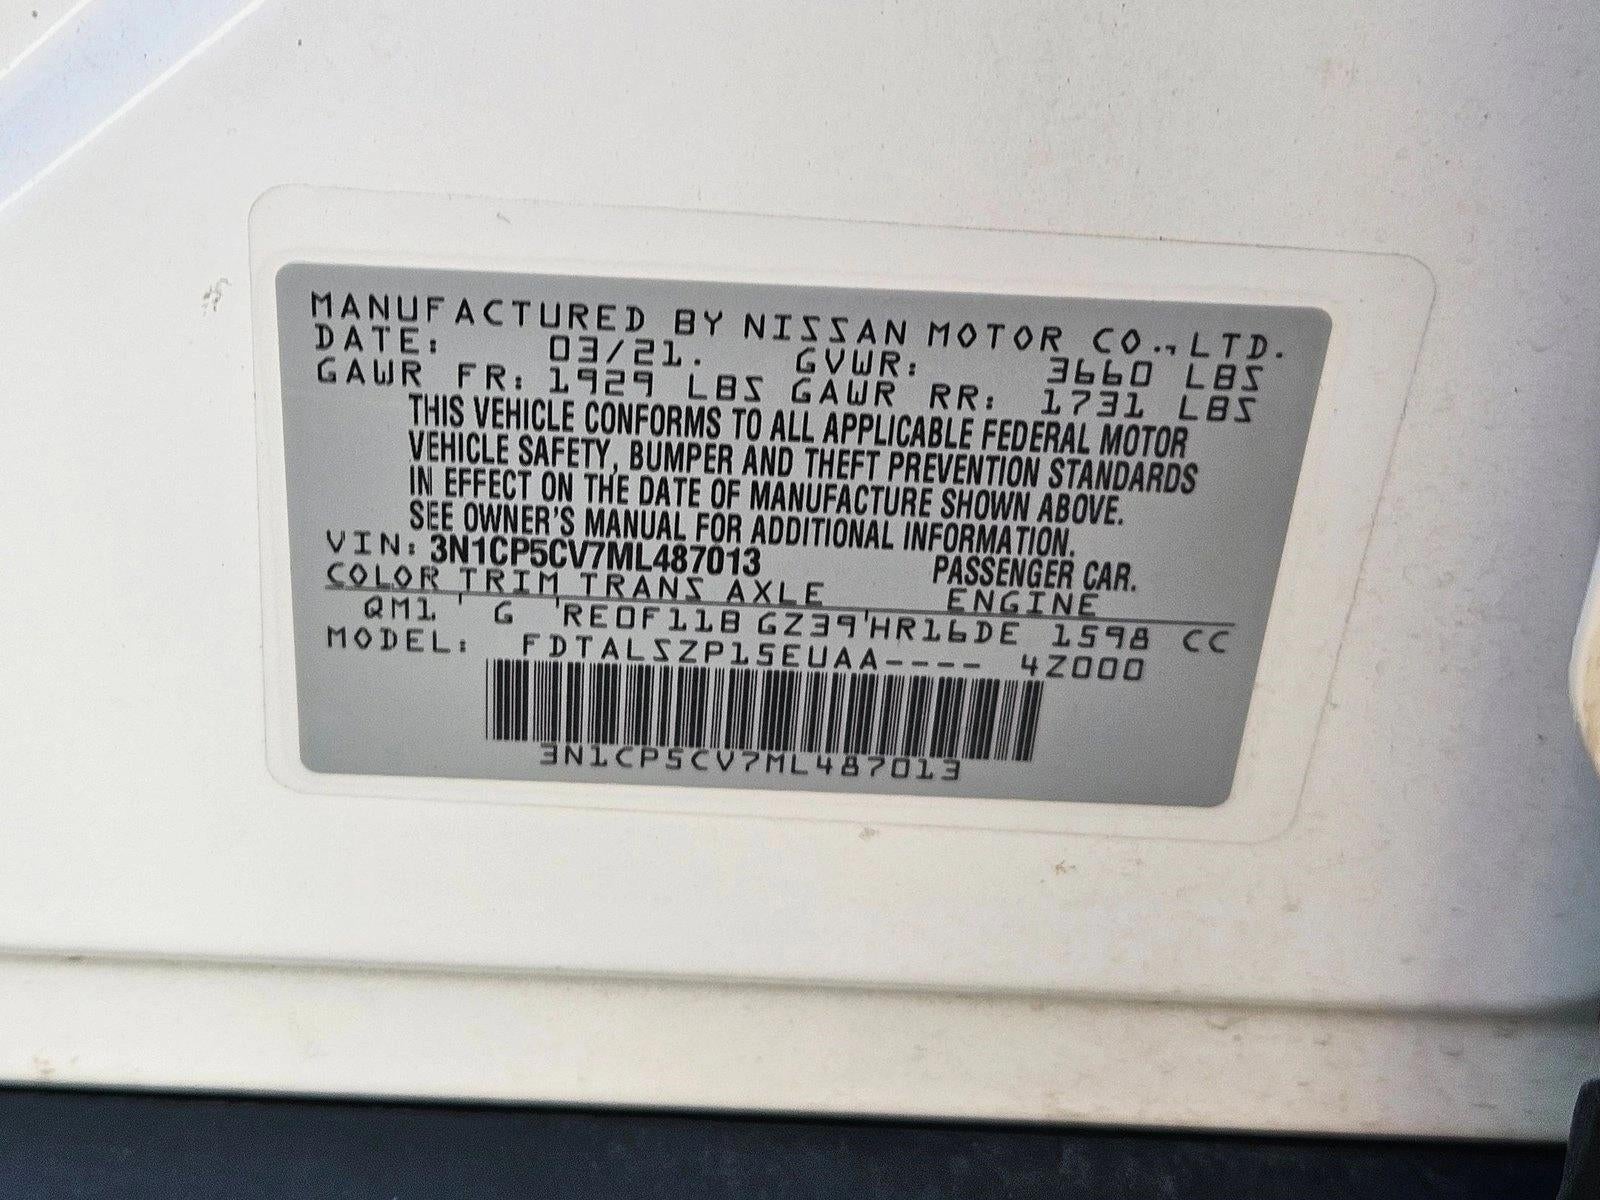 MANUFACTURED BY NISSAN MOTOR CO., LTD.
DATE: 03/21. GVWR: 3660 LBS
GAWR FR: 1929 LBS GAWR RR: 1731 LBS
THIS VEHICLE CONFORMS TO ALL APPLICABLE FEDERAL MOTOR
VEHICLE SAFETY, BUMPER AND THEFT PREVENTION STANDARDS
IN EFFECT ON THE DATE OF MANUFACTURE SHOWN ABOVE.
SEE OWNER'S MANUAL FOR ADDITIONAL INFORMATION.
VIN: 3N1CP5CV7ML487013 PASSENGER CAR.
COLOR TRIM TRANS AXLE ENGINE
QM1 ' G 'RE0F11B GZ39'HR16DE 1598 CC
MODEL: FDTALSZP15EUAA---- 4Z000
3N1CP5CV7ML487013